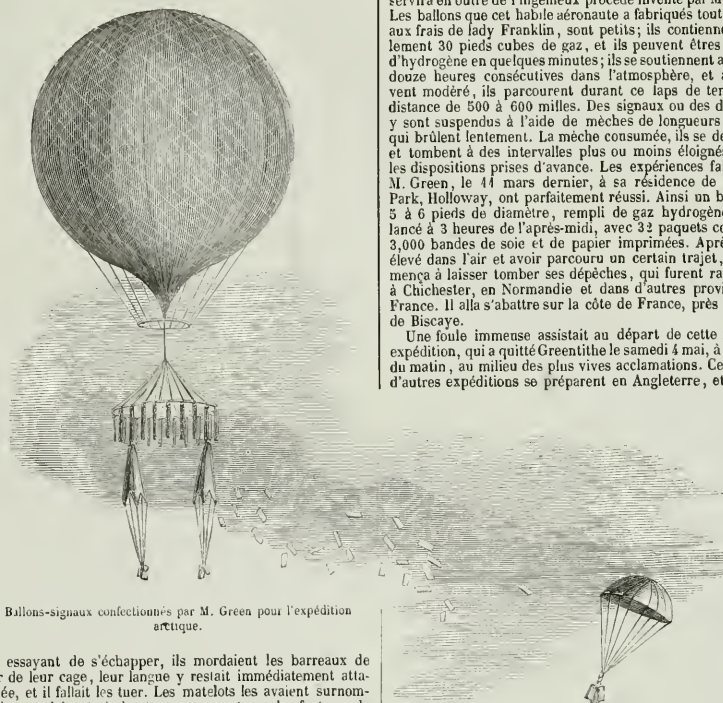 servira en outre de l'ingénieux procédé inventé par M
Les ballons que cet habile aéronaute a fabriqués tout
aux frais de lady Franklin, sont petits; ils contienne
lement 30 pieds cubes de gaz, et ils peuvent êtres
d'hydrogène en quelques minutes; ils se soutiennent a
douze heures consécutives dans l'atmosphère, et a
vent modéré, ils parcourent durant ce laps de ter
distance de 500 à 600 milles. Des signaux ou des d
y sont suspendus à l'aide de mèches de longueurs
qui brûlent lentement. La mèche consumée, ils se de
et tombent à des intervalles plus ou moins éloigné
les dispositions prises d'avance. Les expériences fa
M. Green, le 11 mars dernier, à sa résidence de
Park, Holloway, ont parfaitement réussi. Ainsi un b
5 à 6 pieds de diamètre, rempli de gaz hydrogène
lancé à 3 heures de l'après-midi, avec 32 paquets co
3,000 bandes de soie et de papier imprimées. Aprè
élevé dans l'air et avoir parcouru un certain trajet,
mença à laisser tomber ses dépêches, qui furent ra
à Chichester, en Normandie et dans d'autres provi
France. Il alla s'abattre sur la côte de France, près
de Biscaye.
Une foule immense assistait au départ de cette
expédition, qui a quitté Greentithe le samedi 4 mai, à
du matin, au milieu des plus vives acclamations. Ce
d'autres expéditions se préparent en Angleterre, et
Ballons-signaux confectionnés par M. Green pour l'expédition
arctique.
essayant de s'échapper, ils mordaient les barreaux de
r de leur cage, leur langue y restait immédiatement atta-
ée, et il fallait les tuer. Les matelots les avaient surnom-